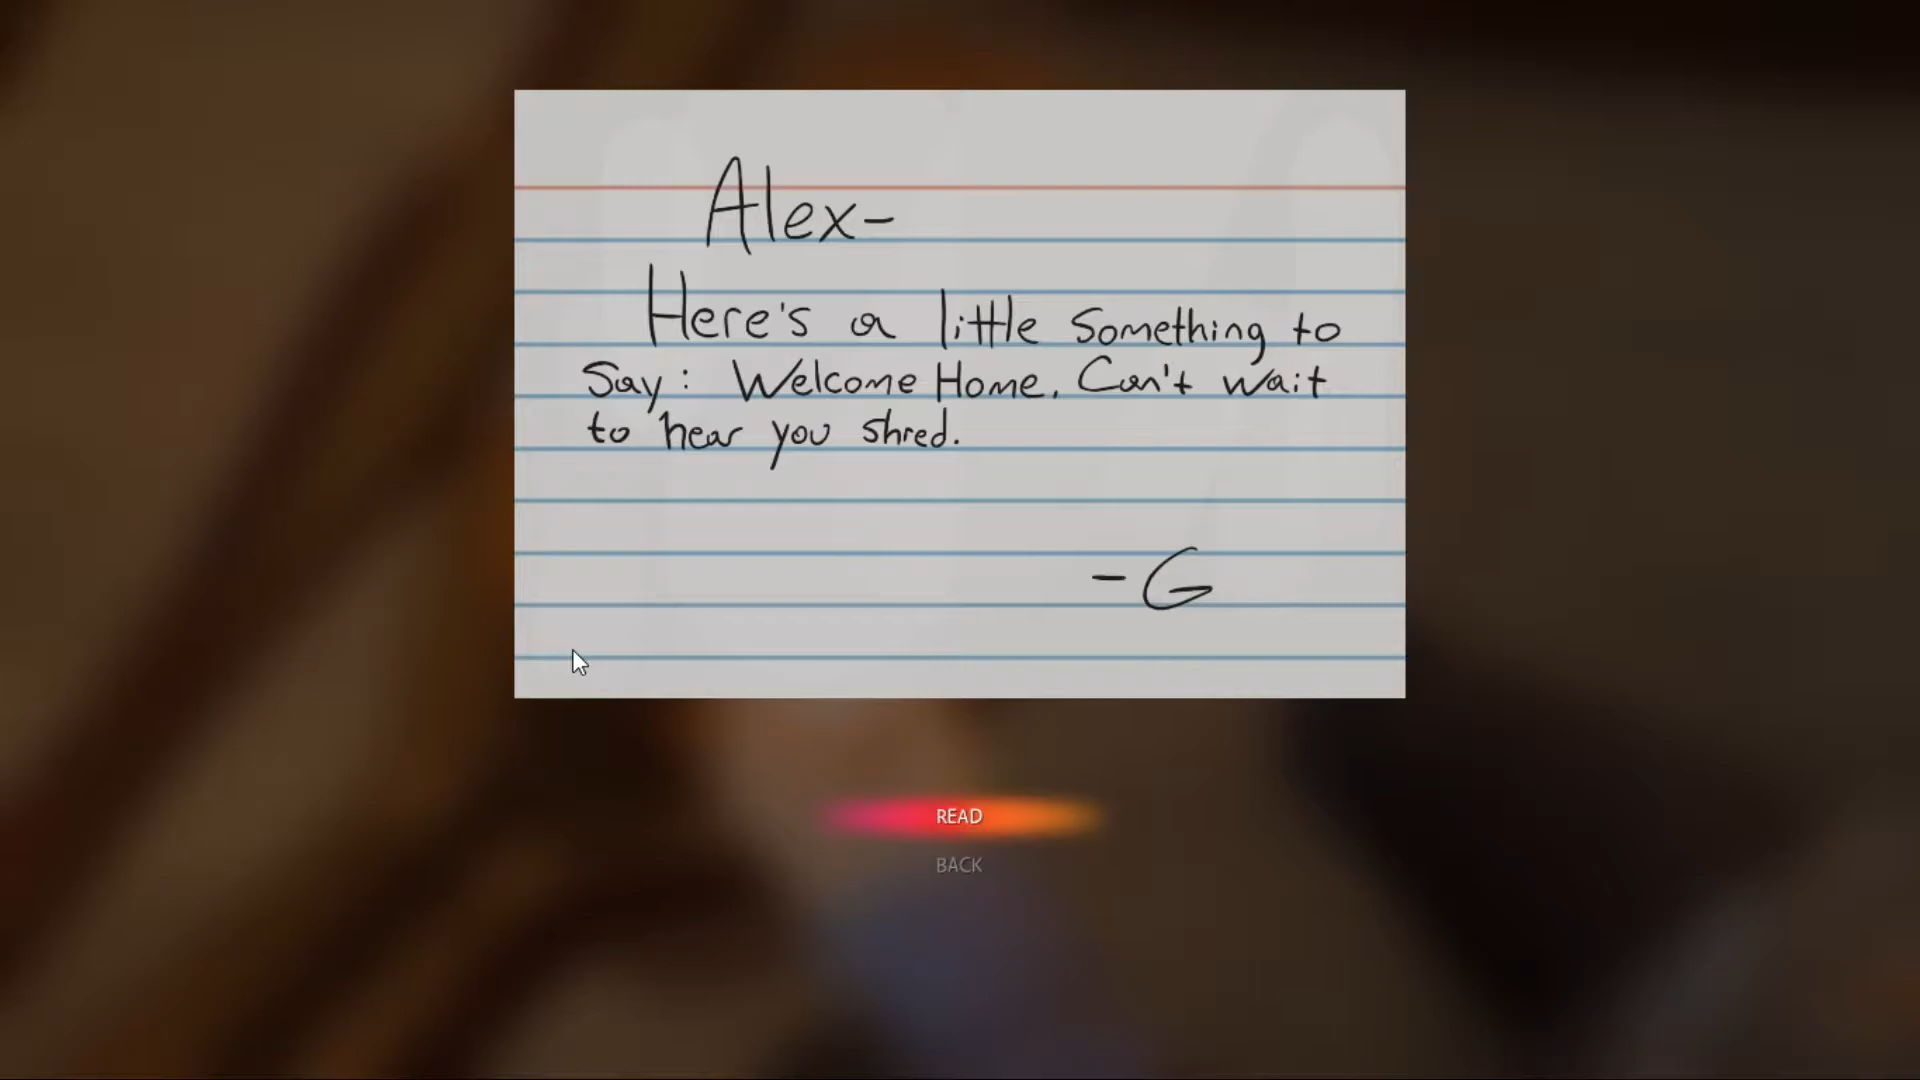 Alex-
Here's a little Something to
Say: Welcome Home. Can't wait
to hear you shred.
-G
READ
BACK